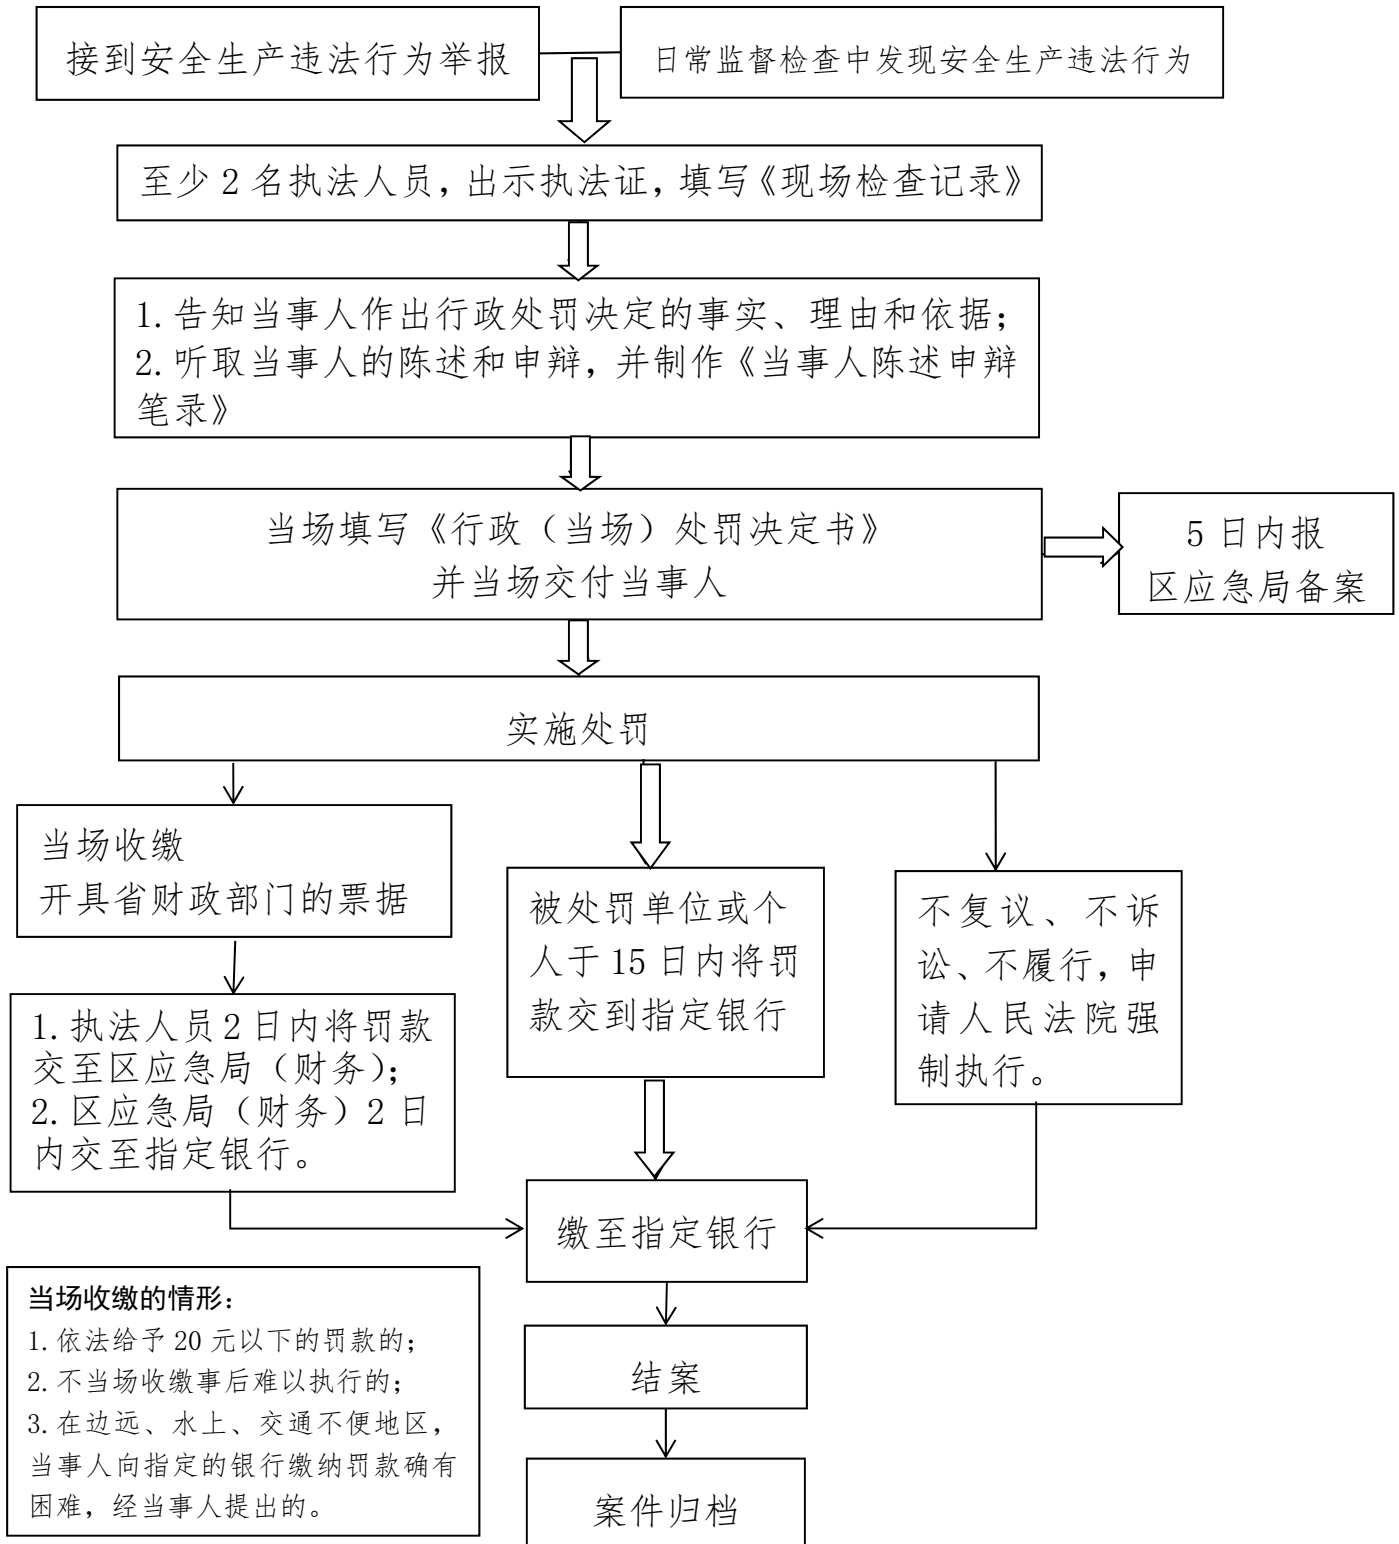 接到安全生产违法行为举报
日常监督检查中发现安全生产违法行为
至少 2 名执法人员，出示执法证，填写《现场检查记录》
1. 告知当事人作出行政处罚决定的事实、理由和依据；
2. 听取当事人的陈述和申辩，并制作《当事人陈述申辩
笔录》
当场填写《行政（当场）处罚决定书》
并当场交付当事人
5 日内报
区应急局备案
实施处罚
当场收缴
开具省财政部门的票据
被处罚单位或个
人于 15 日内将罚
款交到指定银行
不复议、不诉
讼、不履行，申
请人民法院强
制执行。
1. 执法人员 2 日内将罚款
交至区应急局（财务）；
2. 区应急局（财务）2 日
内交至指定银行。
缴至指定银行
当场收缴的情形：
1. 依法给予 20 元以下的罚款的；
2. 不当场收缴事后难以执行的；
3. 在边远、水上、交通不便地区，
当事人向指定的银行缴纳罚款确有
困难，经当事人提出的。
结案
案件归档